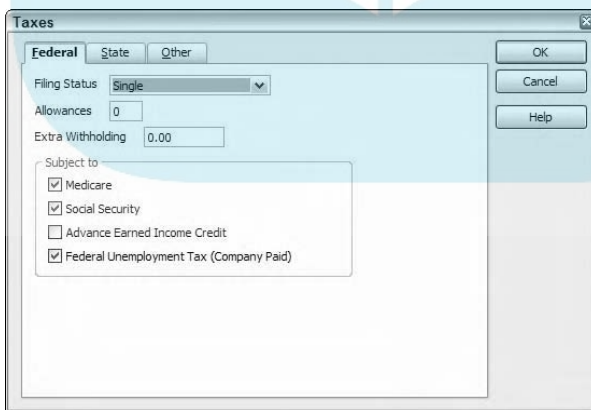 Taxes
Federal State Other
OK
Filing Status Single
Cancel
Allowances 0
Help
Extra Withholding 0.00
Subject to
Medicare
Social Security
Advance Earned Income Credit
Federal Unemployment Tax (Company Paid)